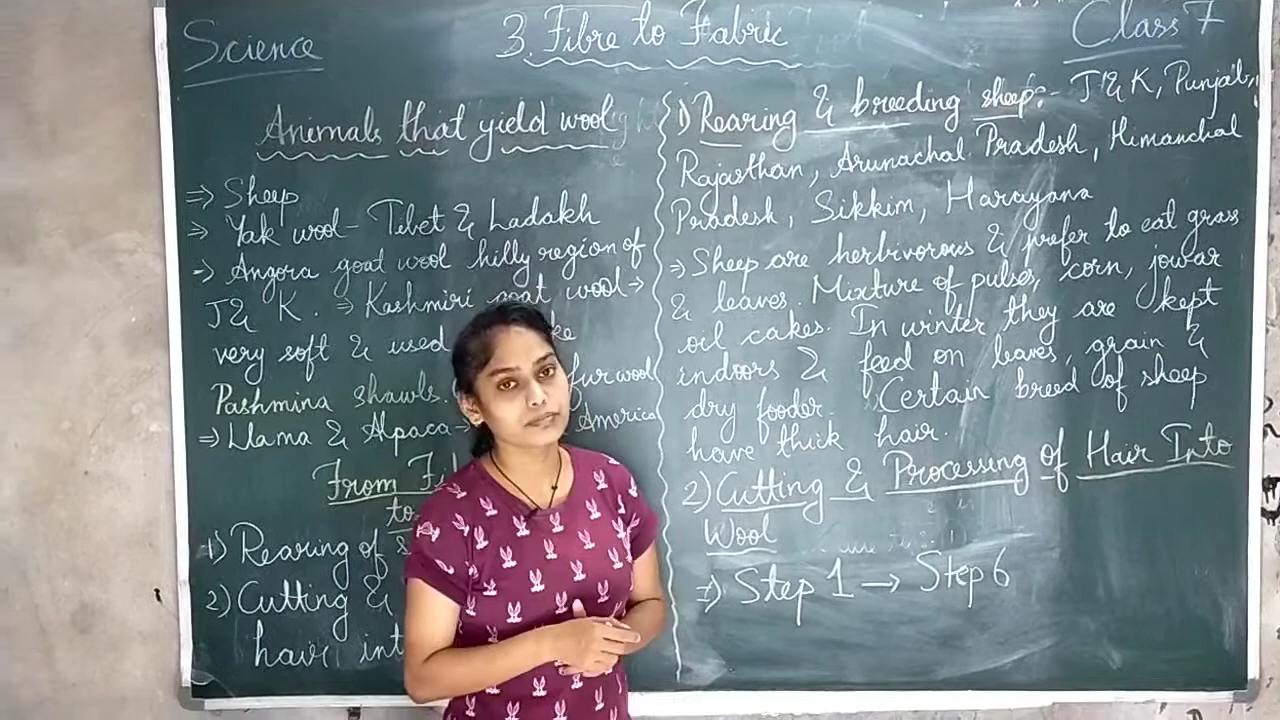 Science
3. Fibre to Fabric
Class 7
Animals that yield wool
⇒ Sheep
⇒ Yak wool - Tibet & Ladakh
⇒ Angora goat wool hilly region of
J & K. ⇒ Kashmiri goat wool →
very soft & used
Pashmina shawls. fur wool
⇒ Llama & Alpaca - America
From
to
1) Rearing of
2) Cutting &
hair int
1) Rearing & breeding sheep:- J & K, Punjab,
Rajasthan, Arunachal Pradesh, Himanchal
Pradesh, Sikkim, Harayana
⇒ Sheep are herbivorous & prefer to eat grass
& leaves. Mixture of pulses, corn, jowar
oil cakes. In winter they are kept
indoors & feed on leaves, grain &
dry fooder. Certain breed of sheep
have thick hair.
2) Cutting & Processing of Hair Into
Wool
⇒ Step 1 → Step 6